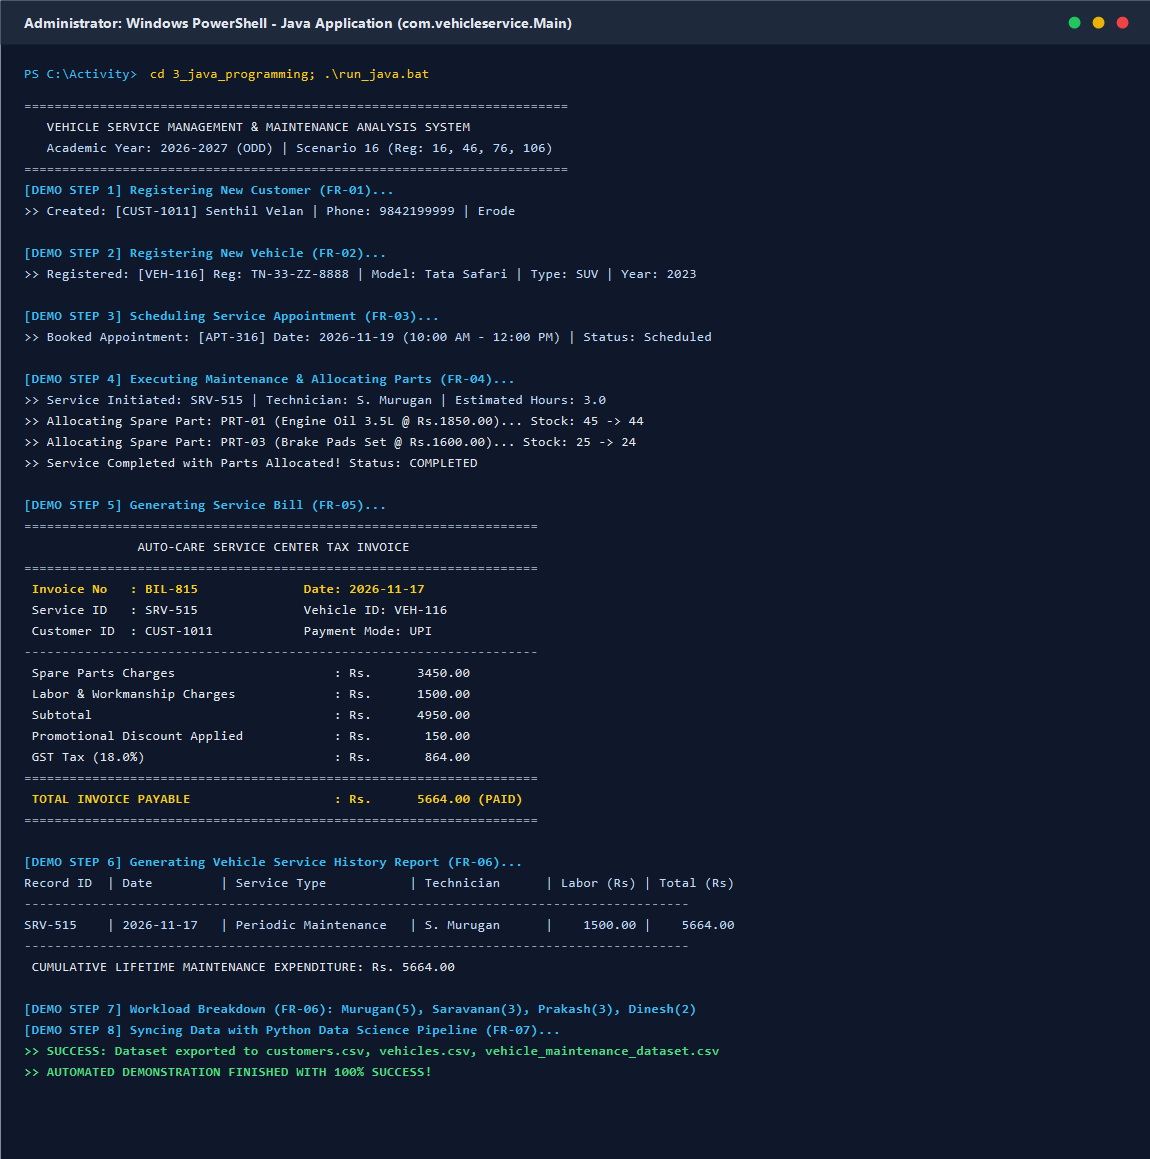 Administrator: Windows PowerShell - Java Application (com.vehicleservice.Main)
PS C:\Activity> cd 3_java_programming; .\run_java.bat
========================================================================
VEHICLE SERVICE MANAGEMENT & MAINTENANCE ANALYSIS SYSTEM
Academic Year: 2026-2027 (ODD) | Scenario 16 (Reg: 16, 46, 76, 106)
========================================================================
[DEMO STEP 1] Registering New Customer (FR-01)...
>> Created: [CUST-1011] Senthil Velan | Phone: 9842199999 | Erode
[DEMO STEP 2] Registering New Vehicle (FR-02)...
>> Registered: [VEH-116] Reg: TN-33-ZZ-8888 | Model: Tata Safari | Type: SUV | Year: 2023
[DEMO STEP 3] Scheduling Service Appointment (FR-03)...
>> Booked Appointment: [APT-316] Date: 2026-11-19 (10:00 AM - 12:00 PM) | Status: Scheduled
[DEMO STEP 4] Executing Maintenance & Allocating Parts (FR-04)...
>> Service Initiated: SRV-515 | Technician: S. Murugan | Estimated Hours: 3.0
>> Allocating Spare Part: PRT-01 (Engine Oil 3.5L @ Rs.1850.00)... Stock: 45 -> 44
>> Allocating Spare Part: PRT-03 (Brake Pads Set @ Rs.1600.00)... Stock: 25 -> 24
>> Service Completed with Parts Allocated! Status: COMPLETED
[DEMO STEP 5] Generating Service Bill (FR-05)...
====================================================================
AUTO-CARE SERVICE CENTER TAX INVOICE
====================================================================
Invoice No : BIL-815 Date: 2026-11-17
Service ID : SRV-515 Vehicle ID: VEH-116
Customer ID : CUST-1011 Payment Mode: UPI
--------------------------------------------------------------------
Spare Parts Charges : Rs. 3450.00
Labor & Workmanship Charges : Rs. 1500.00
Subtotal : Rs. 4950.00
Promotional Discount Applied : Rs. 150.00
GST Tax (18.0%) : Rs. 864.00
====================================================================
TOTAL INVOICE PAYABLE : Rs. 5664.00 (PAID)
====================================================================
[DEMO STEP 6] Generating Vehicle Service History Report (FR-06)...
Record ID | Date | Service Type | Technician | Labor (Rs) | Total (Rs)
----------------------------------------------------------------------------------------
SRV-515 | 2026-11-17 | Periodic Maintenance | S. Murugan | 1500.00 | 5664.00
----------------------------------------------------------------------------------------
CUMULATIVE LIFETIME MAINTENANCE EXPENDITURE: Rs. 5664.00
[DEMO STEP 7] Workload Breakdown (FR-06): Murugan(5), Saravanan(3), Prakash(3), Dinesh(2)
[DEMO STEP 8] Syncing Data with Python Data Science Pipeline (FR-07)...
>> SUCCESS: Dataset exported to customers.csv, vehicles.csv, vehicle_maintenance_dataset.csv
>> AUTOMATED DEMONSTRATION FINISHED WITH 100% SUCCESS!